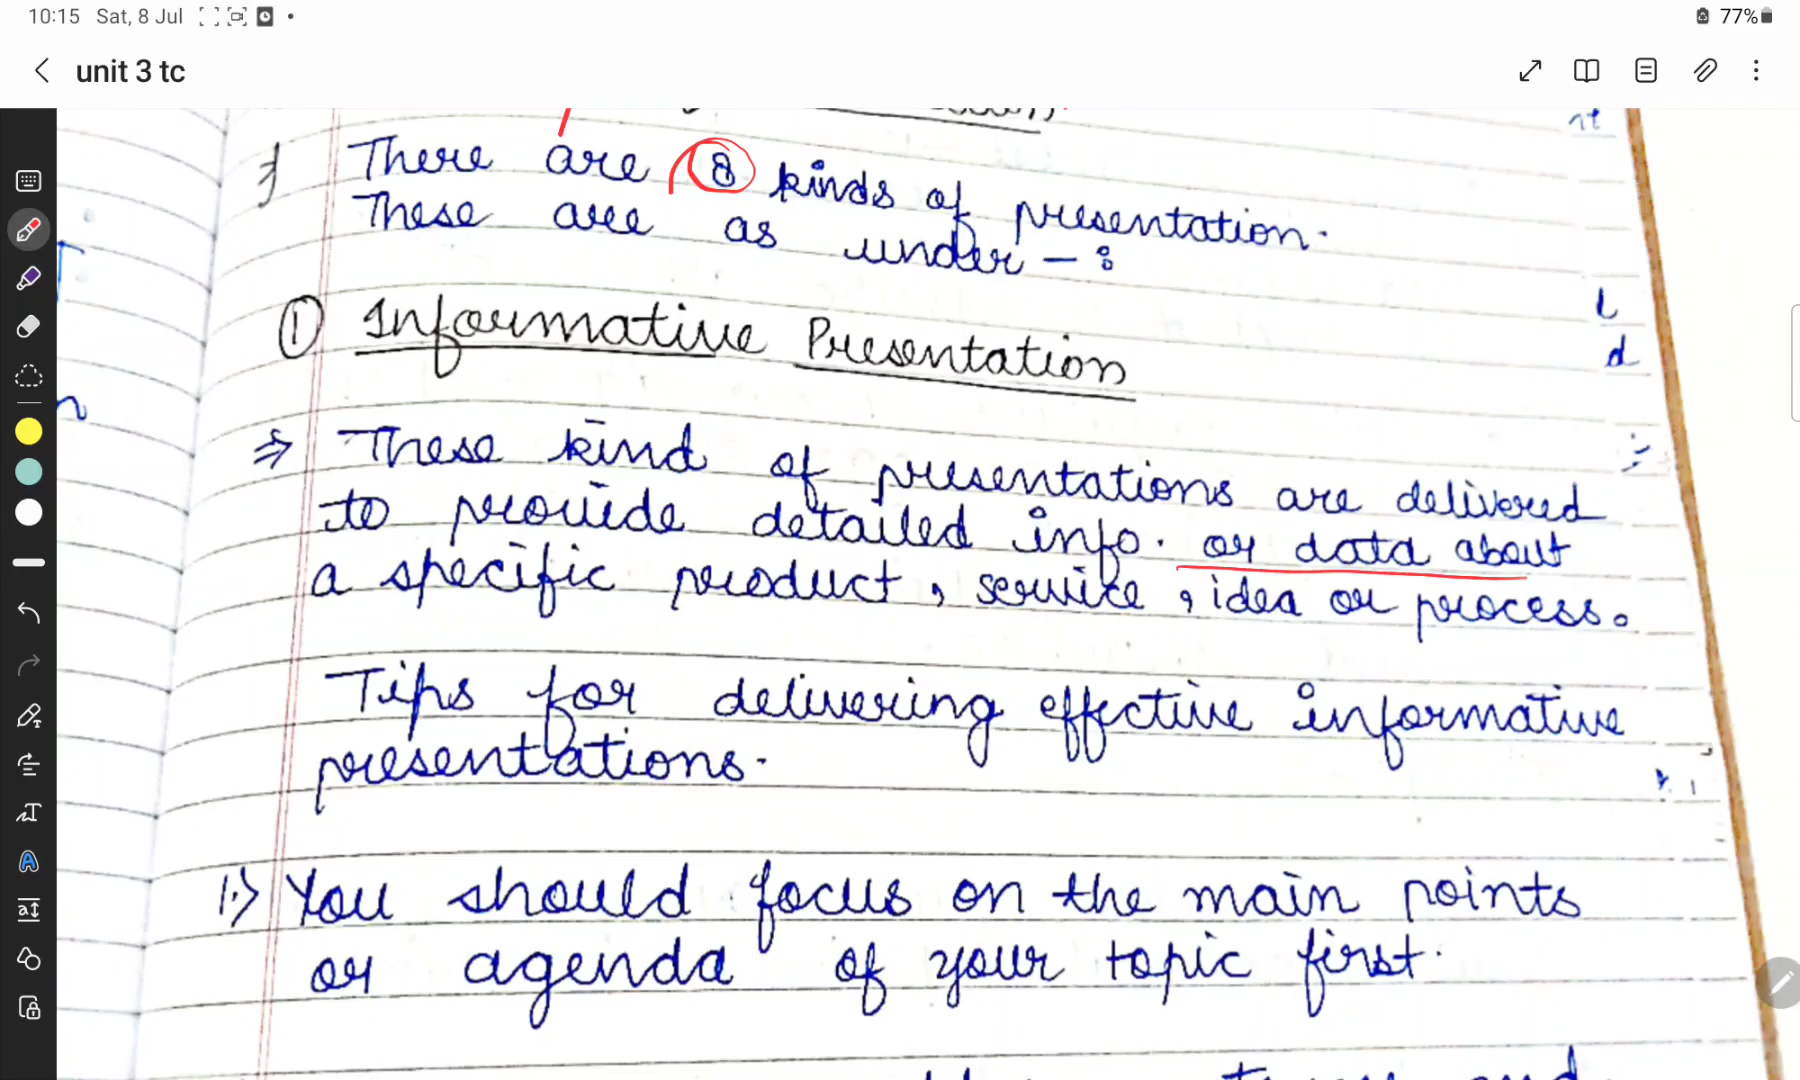 10:15 Sat, 8 Jul
77%
unit 3 tc
There are 8 kinds of presentation.
These are as under -:
① Informative Presentation
⇒ These kind of presentations are delivered
to provide detailed info. or data about
a specific product, service, idea or process.
Tips for delivering effective informative
presentations.
1.) You should focus on the main points
or agenda of your topic first.